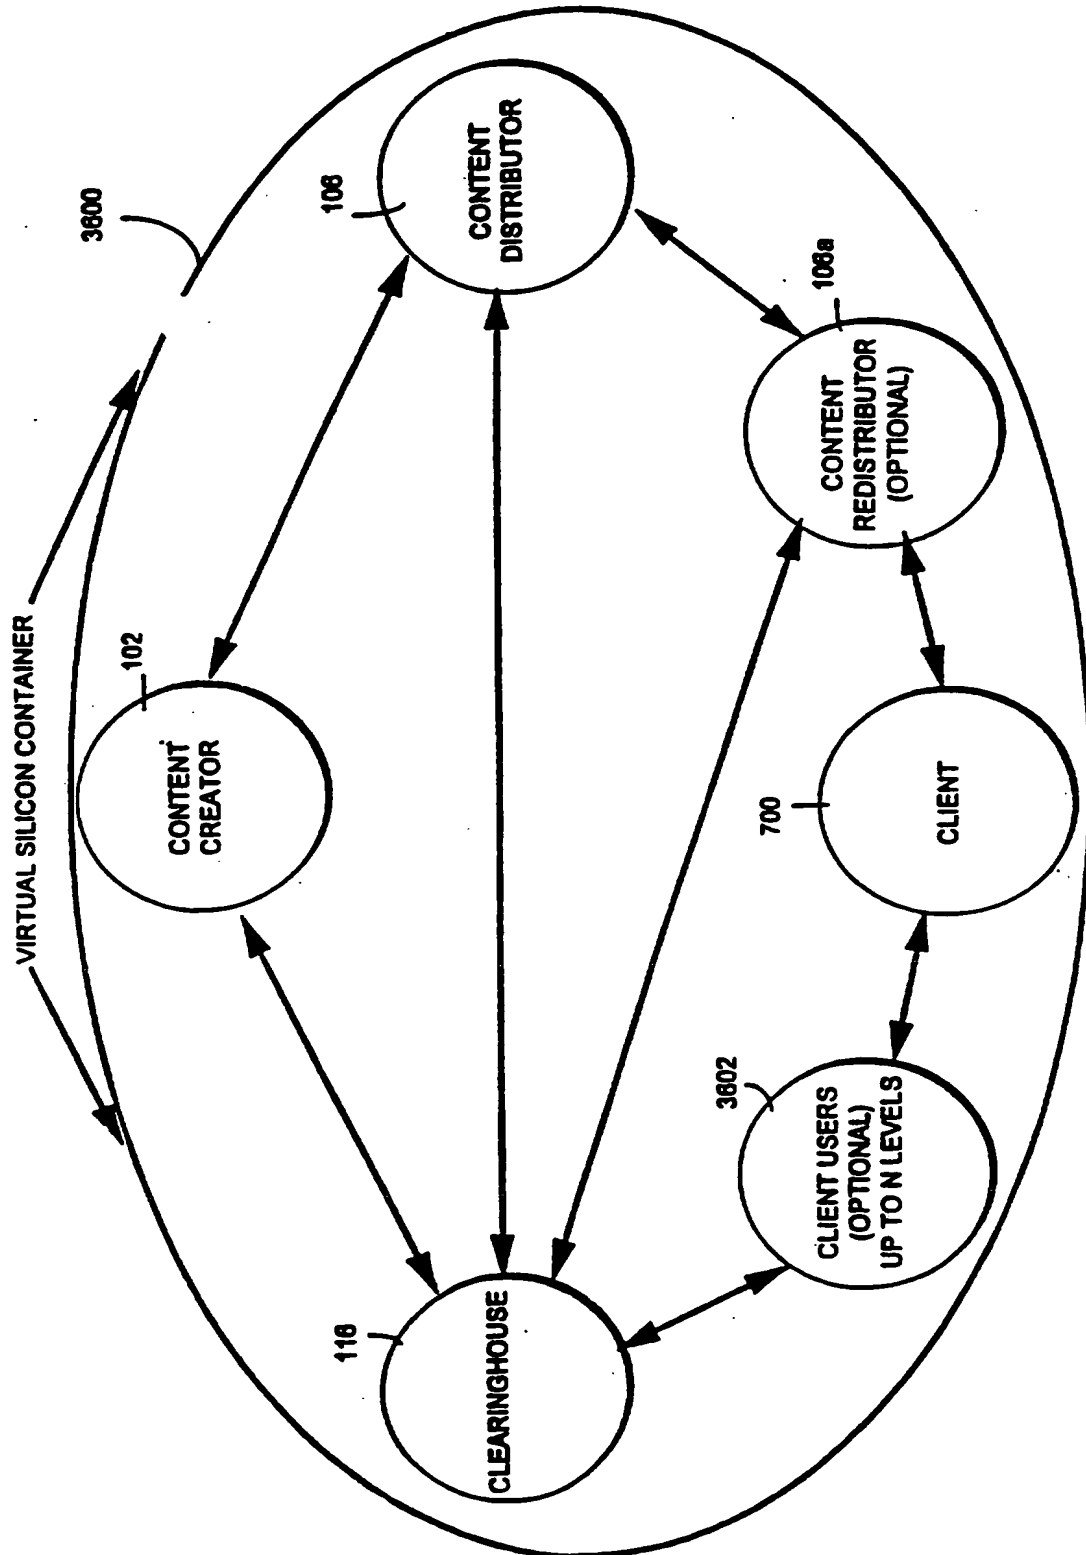 VIRTUAL SILICON CONTAINER
3600
102
CONTENT
CREATOR
116
CLEARINGHOUSE
106
CONTENT
DISTRIBUTOR
106a
CONTENT
REDISTRIBUTOR
(OPTIONAL)
3602
CLIENT USERS
(OPTIONAL)
UP TO N LEVELS
700
CLIENT